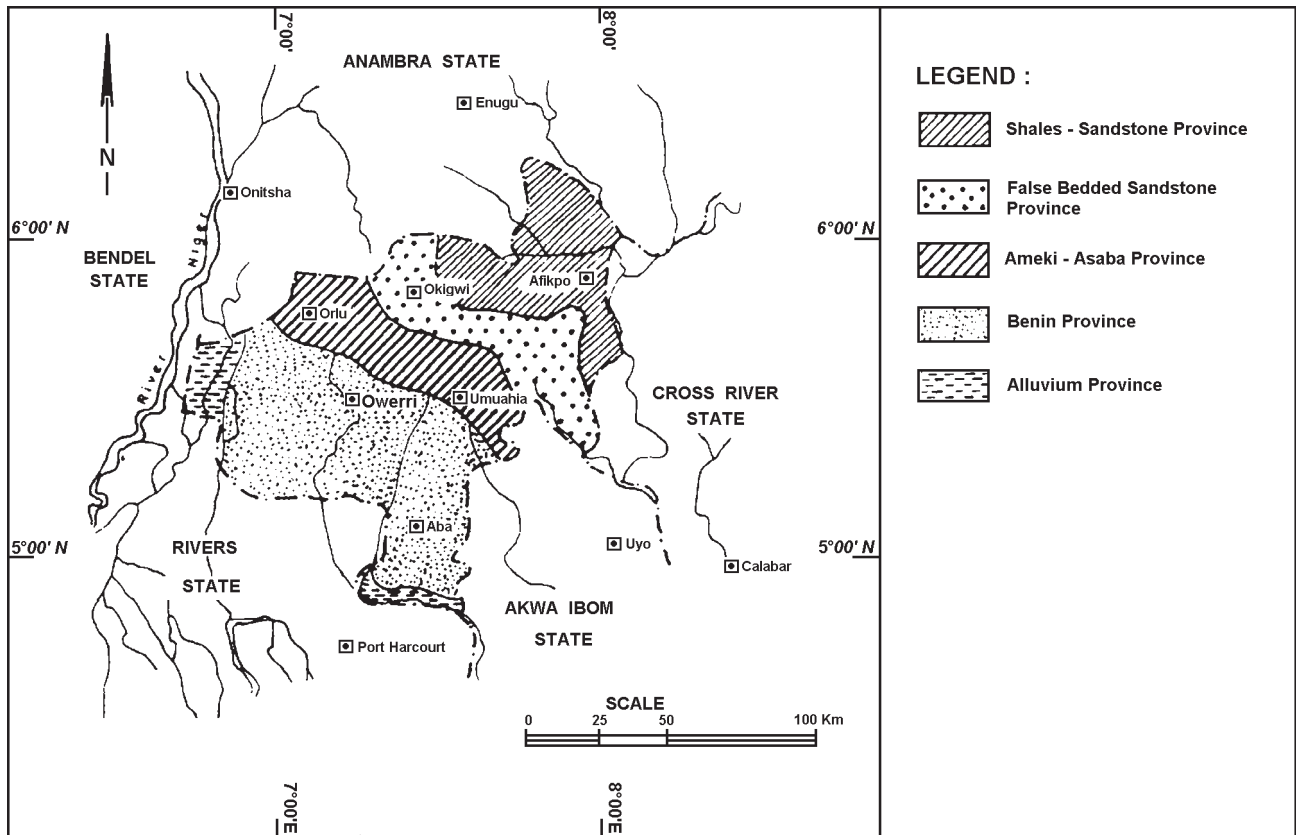 7°00'
8°00'
ANAMBRA STATE
Enugu
N
Onitsha
6°00' N
6°00' N
BENDEL
STATE
River Niger
Okigwi
Afikpo
Orlu
Owerri
Umuahia
CROSS RIVER
STATE
Aba
Uyo
5°00' N
5°00' N
Calabar
RIVERS
STATE
AKWA IBOM
STATE
Port Harcourt
SCALE
0 25 50 100 Km
7°00'E
8°00'E
LEGEND :
Shales - Sandstone Province
False Bedded Sandstone
Province
Ameki - Asaba Province
Benin Province
Alluvium Province